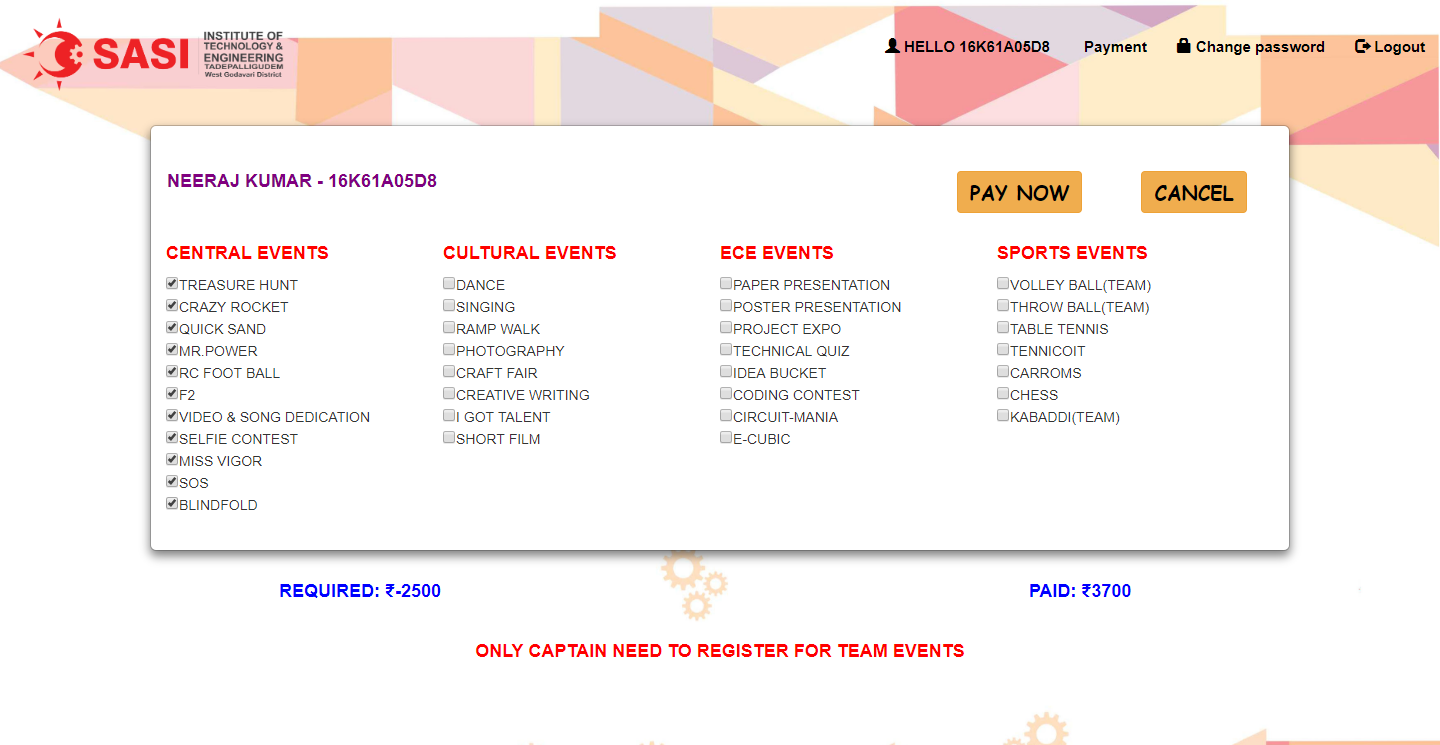 SASI
INSTITUTE OF
TECHNOLOGY &
ENGINEERING
TADEPALLIGUDEM
West Godavari District
HELLO 16K61A05D8
Payment
Change password
Logout
NEERAJ KUMAR - 16K61A05D8
PAY NOW
CANCEL
CENTRAL EVENTS
TREASURE HUNT
CRAZY ROCKET
QUICK SAND
MR.POWER
RC FOOT BALL
F2
VIDEO & SONG DEDICATION
SELFIE CONTEST
MISS VIGOR
SOS
BLINDFOLD
CULTURAL EVENTS
DANCE
SINGING
RAMP WALK
PHOTOGRAPHY
CRAFT FAIR
CREATIVE WRITING
I GOT TALENT
SHORT FILM
ECE EVENTS
PAPER PRESENTATION
POSTER PRESENTATION
PROJECT EXPO
TECHNICAL QUIZ
IDEA BUCKET
CODING CONTEST
CIRCUIT-MANIA
E-CUBIC
SPORTS EVENTS
VOLLEY BALL(TEAM)
THROW BALL(TEAM)
TABLE TENNIS
TENNICOIT
CARROMS
CHESS
KABADDI(TEAM)
REQUIRED: ₹-2500
PAID: ₹3700
ONLY CAPTAIN NEED TO REGISTER FOR TEAM EVENTS